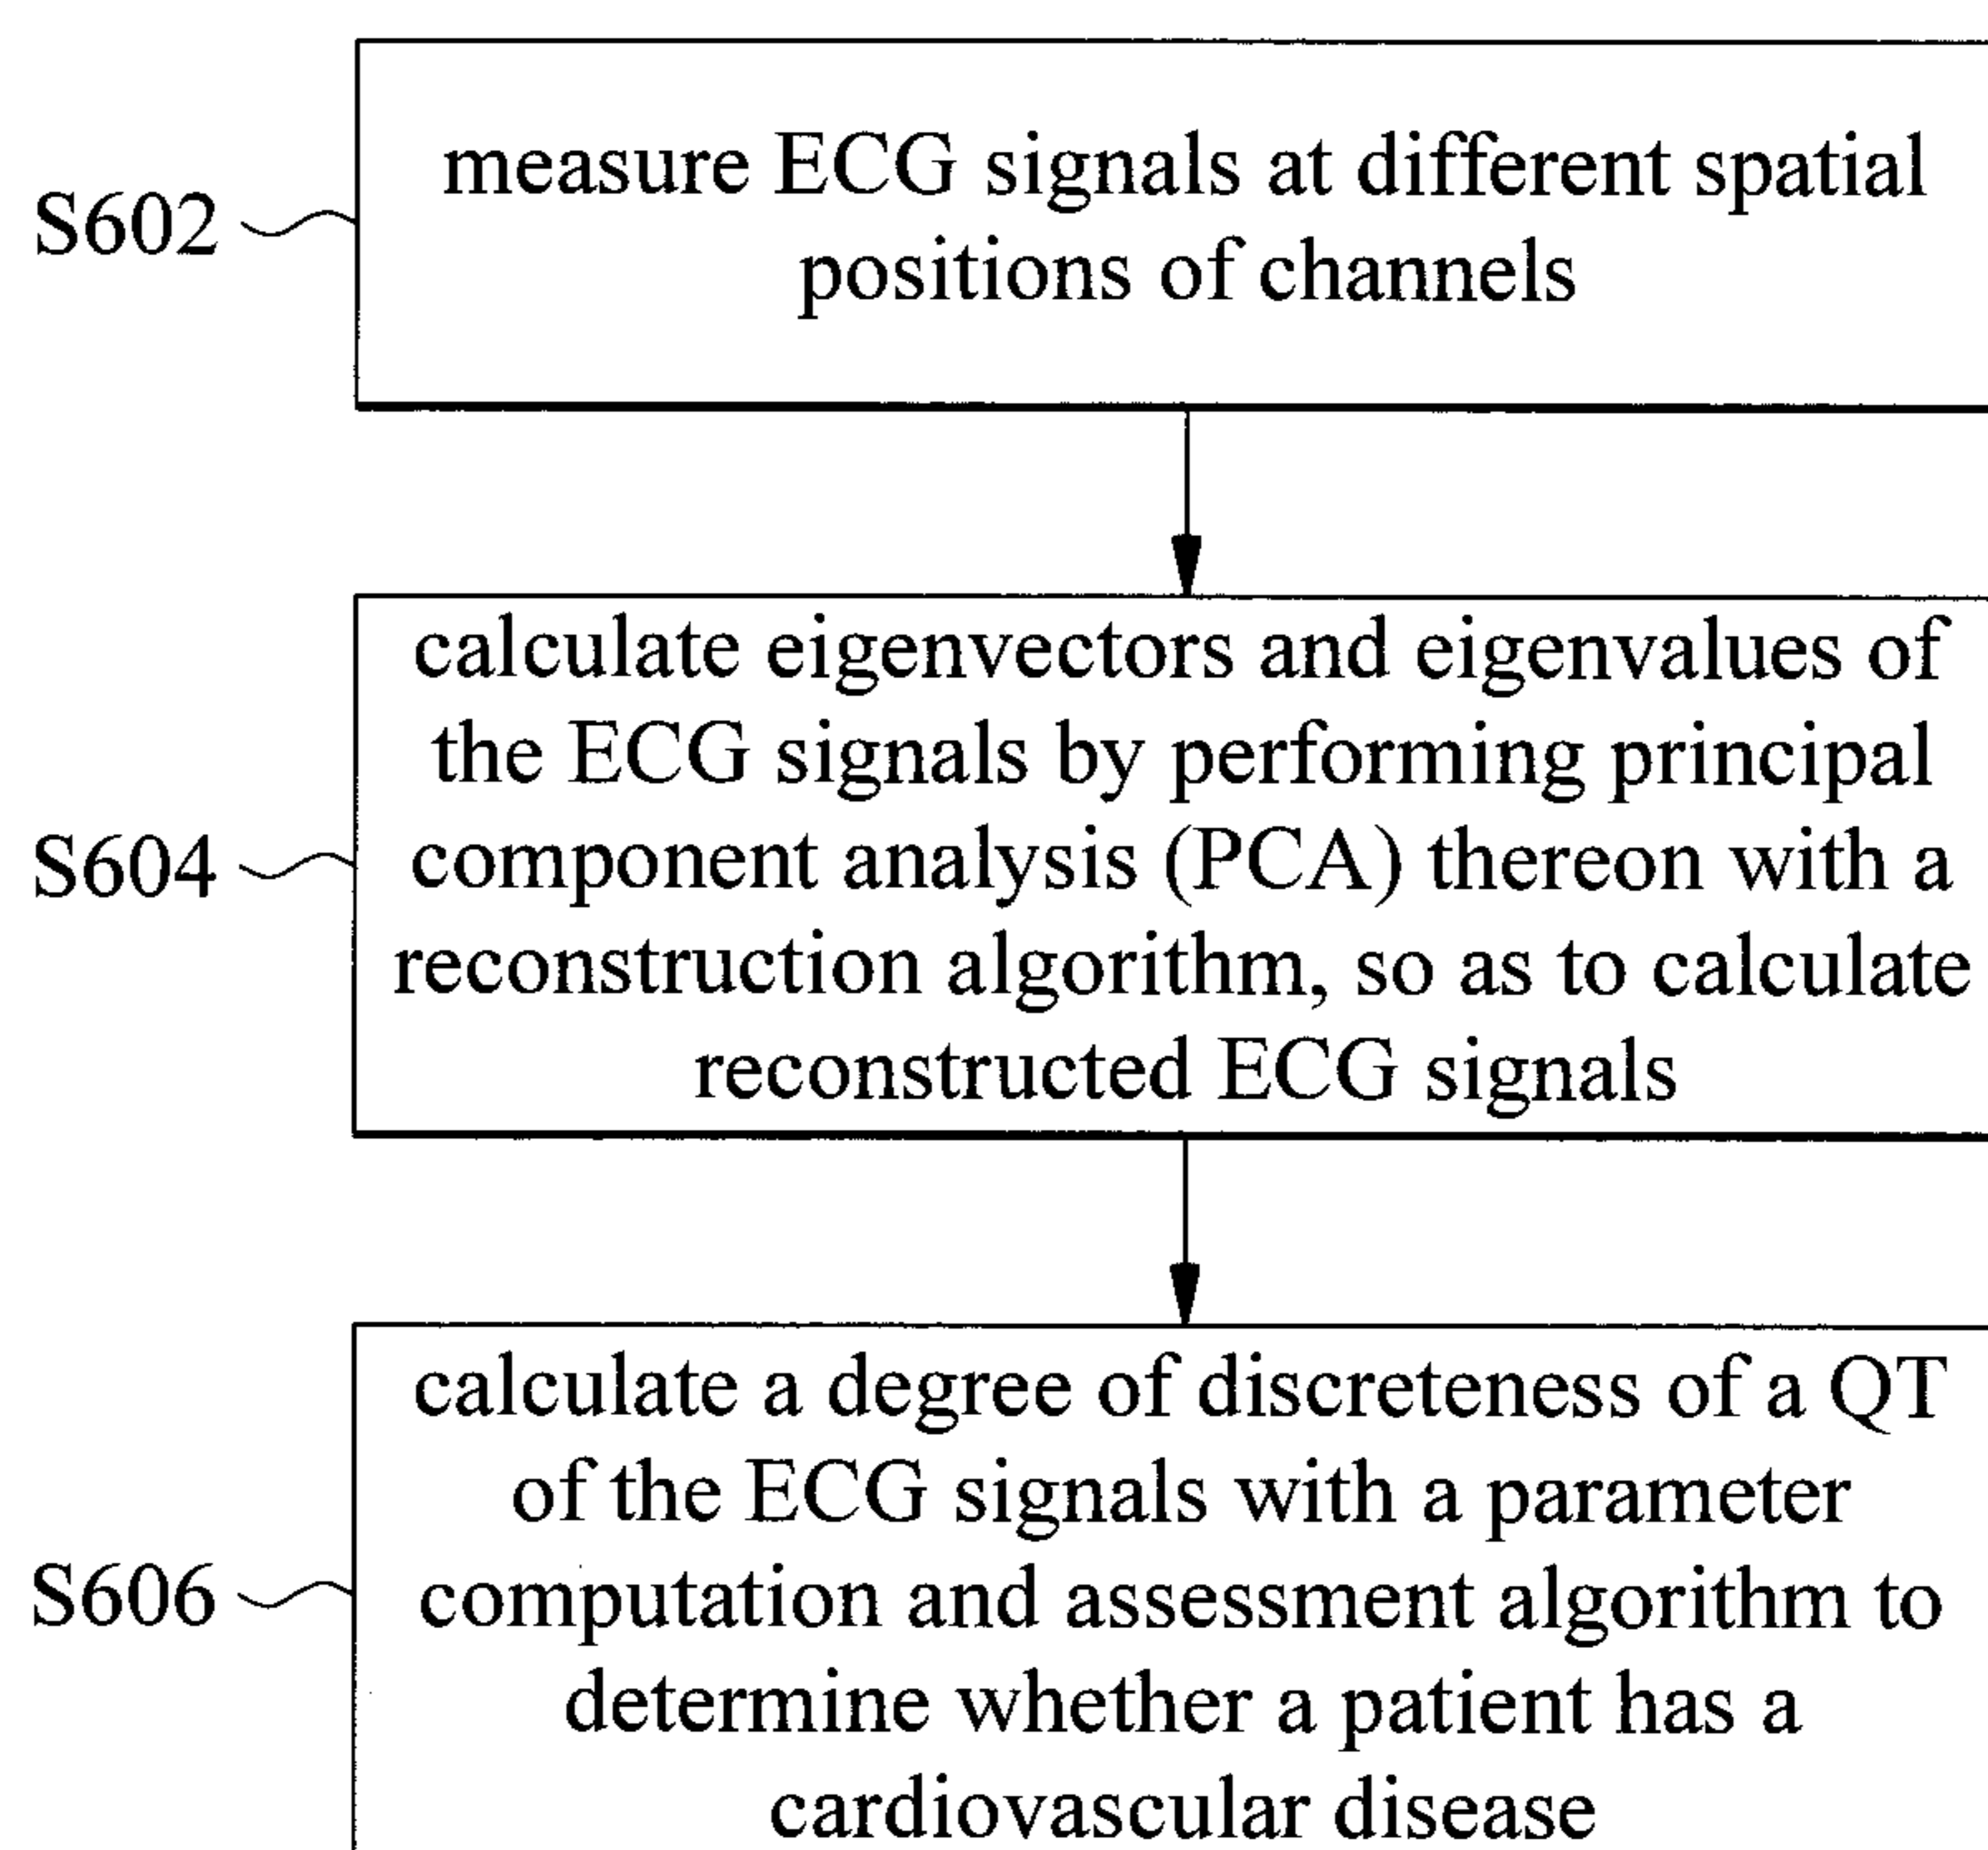 S602
measure ECG signals at different spatial
positions of channels
S604
calculate eigenvectors and eigenvalues of
the ECG signals by performing principal
component analysis (PCA) thereon with a
reconstruction algorithm, so as to calculate
reconstructed ECG signals
S606
calculate a degree of discreteness of a QT
of the ECG signals with a parameter
computation and assessment algorithm to
determine whether a patient has a
cardiovascular disease